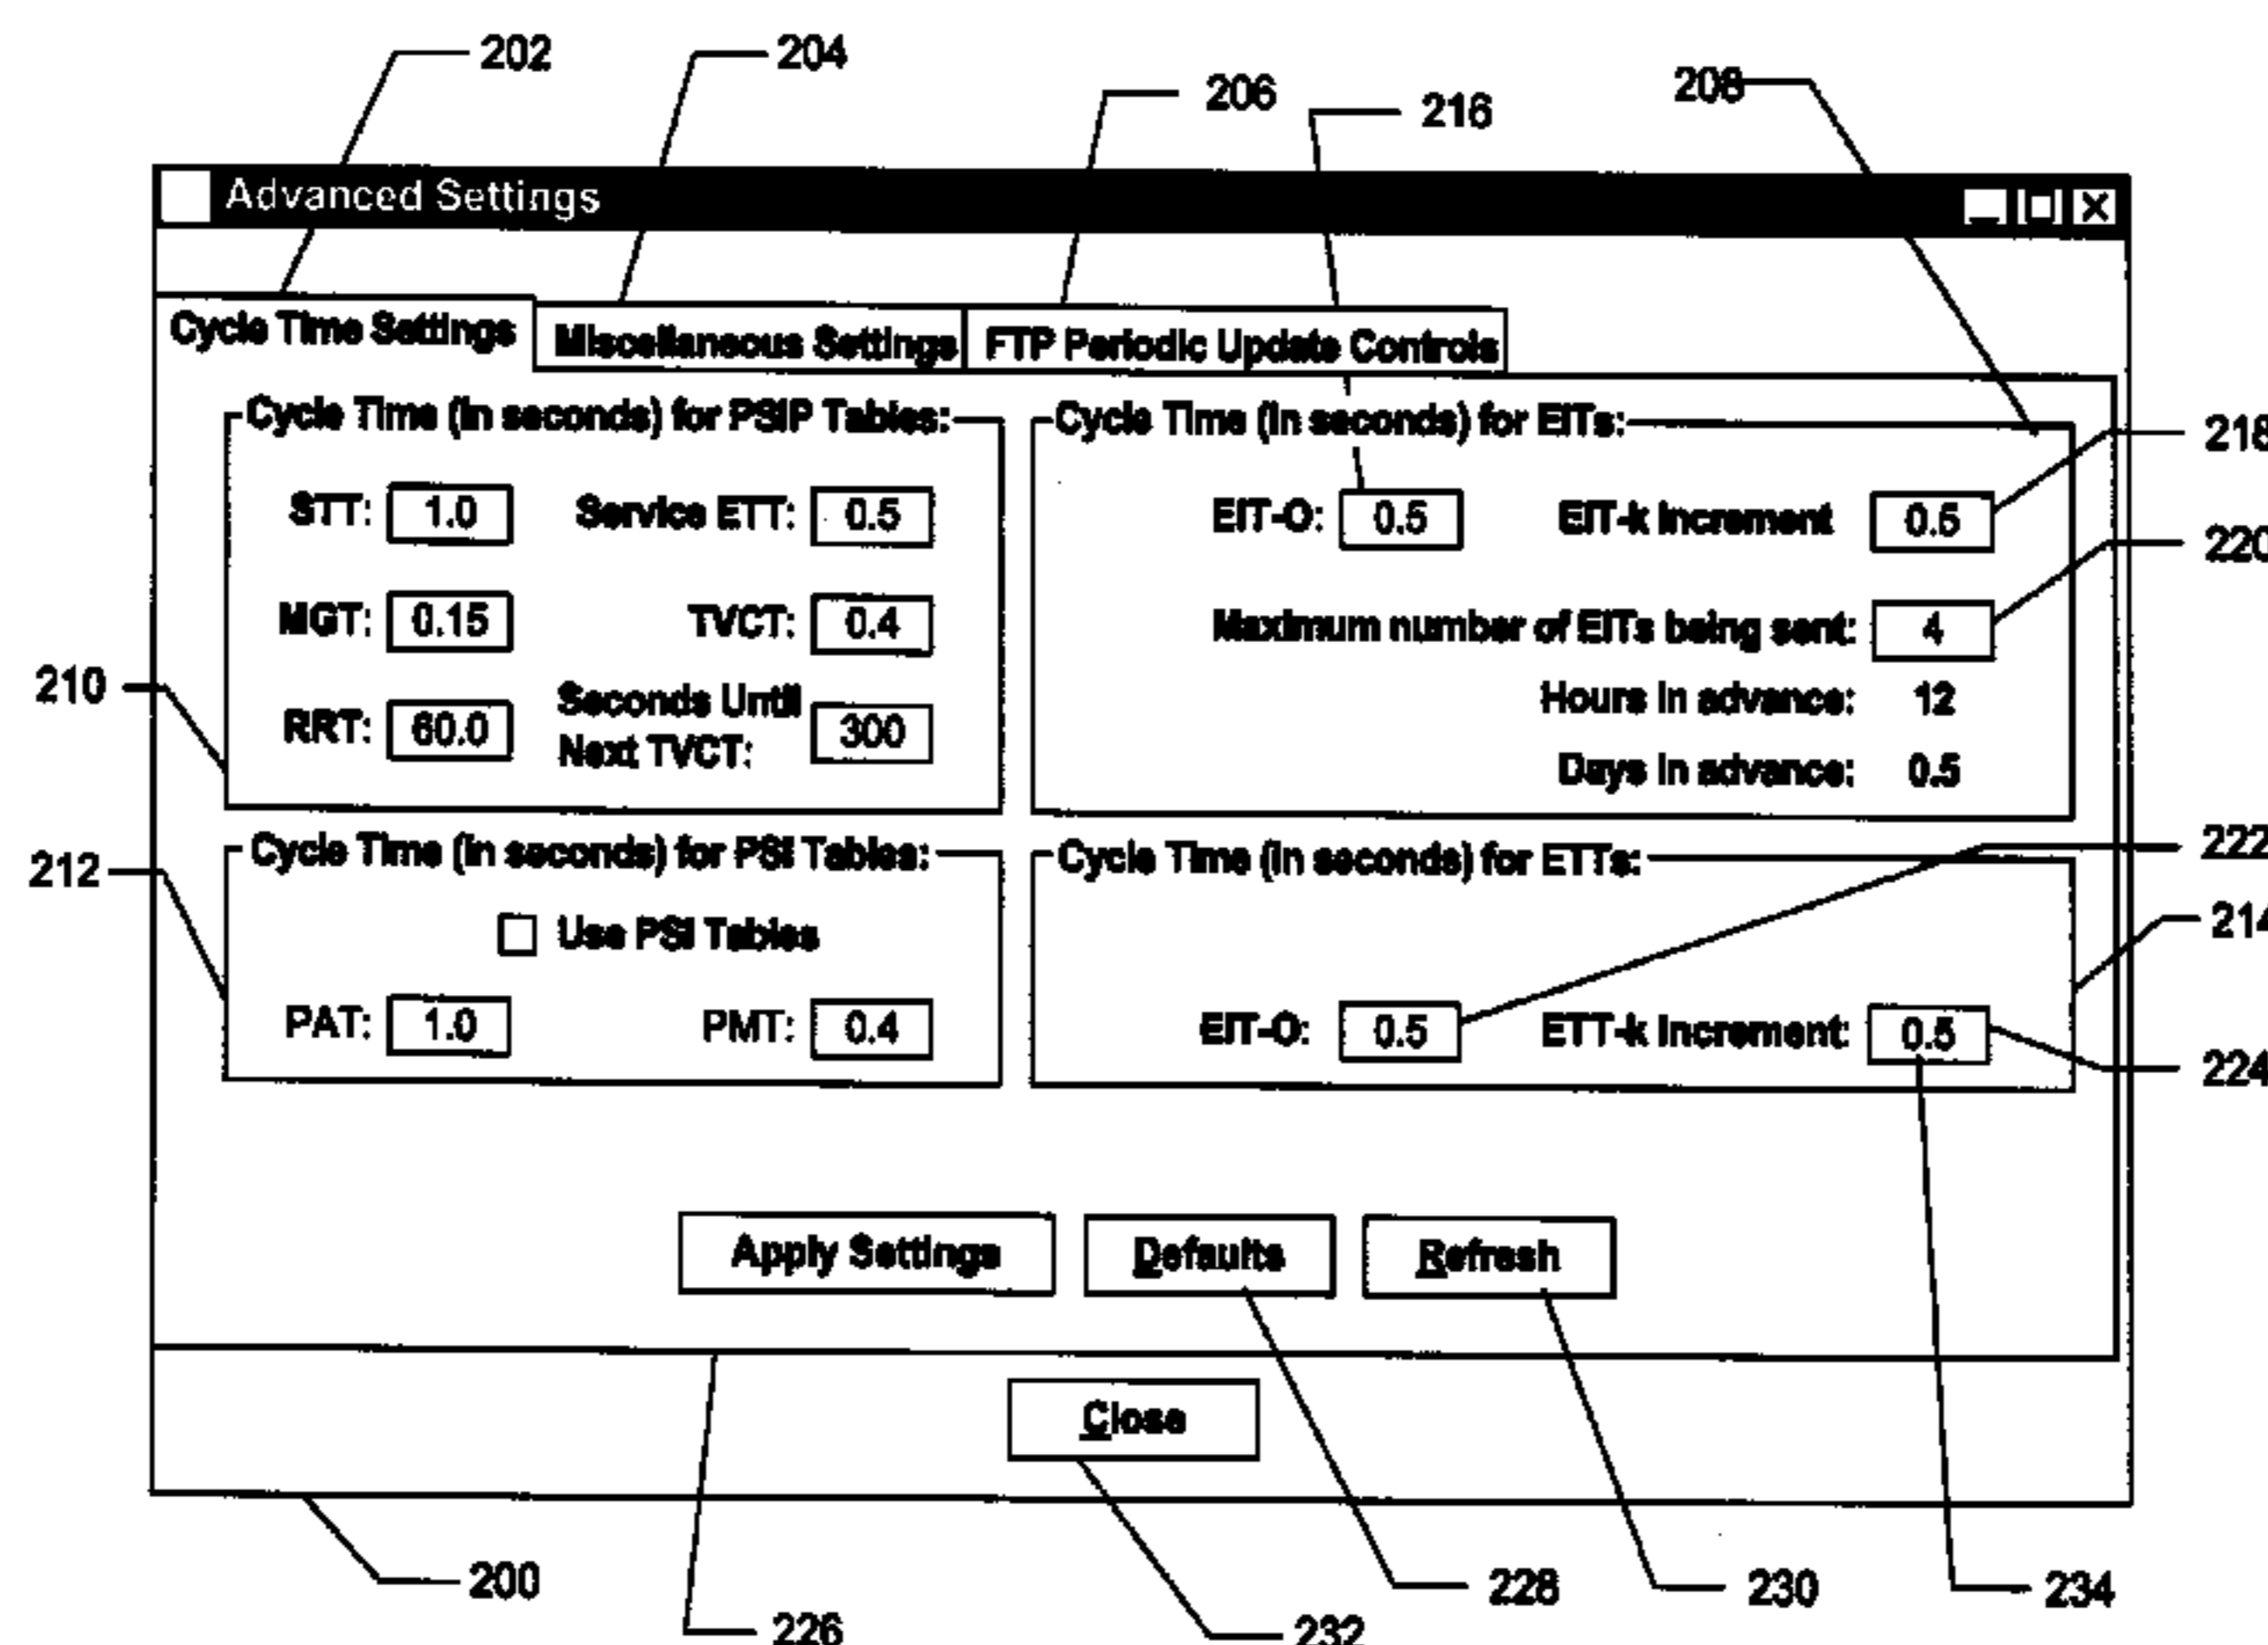 202
204
206
216
208
Advanced Settings
Cycle Time Settings
Miscellaneous Settings
FTP Periodic Update Controls
Cycle Time (in seconds) for PSIP Tables:
STT: 1.0 Service ETT: 0.5
MGT: 0.15 TVCT: 0.4
RRT: 60.0 Seconds Until
Next TVCT: 300
Cycle Time (in seconds) for EITs:
EIT-O: 0.5 EIT-k Increment 0.5
Maximum number of EITs being sent: 4
Hours in advance: 12
Days in advance: 0.5
218
220
210
212
Cycle Time (in seconds) for PSI Tables:
Use PSI Tables
PAT: 1.0 PMT: 0.4
Cycle Time (in seconds) for ETTs:
EIT-O: 0.5 ETT-k Increment: 0.5
222
214
224
Apply Settings
Defaults
Refresh
Close
200
226
232
228
230
234